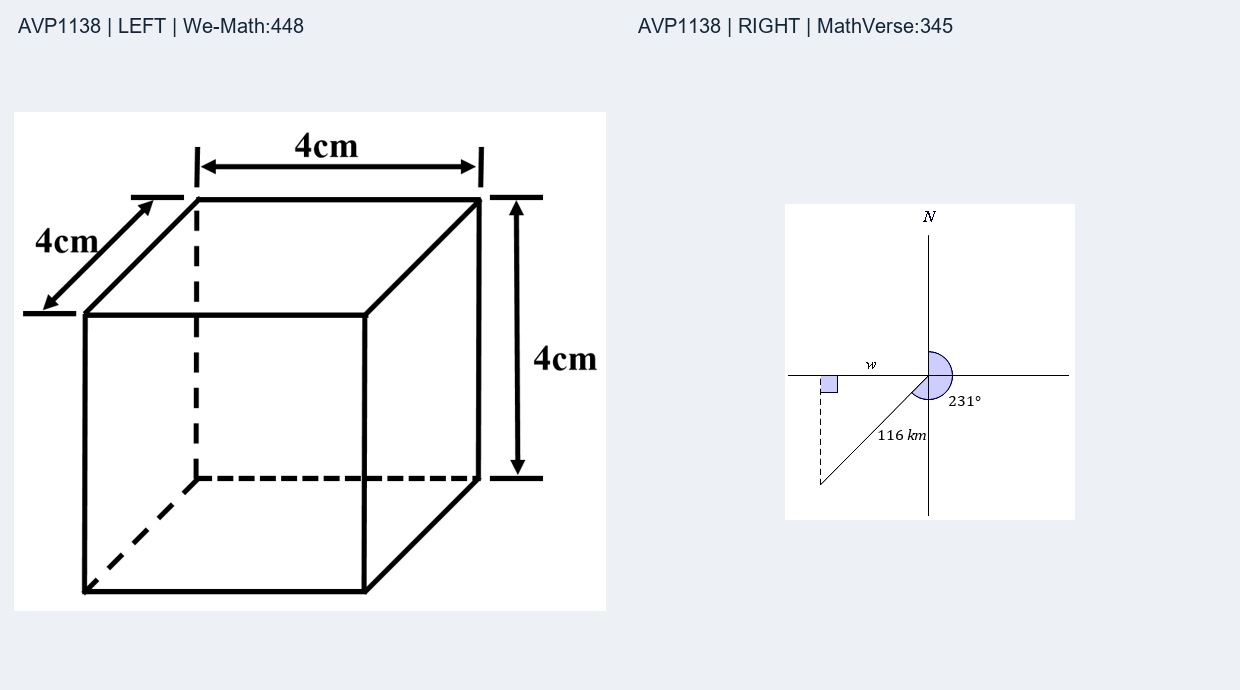 AVP1138 | LEFT | We-Math:448
4cm
4cm
4cm
AVP1138 | RIGHT | MathVerse:345
N
w
231°
116 km